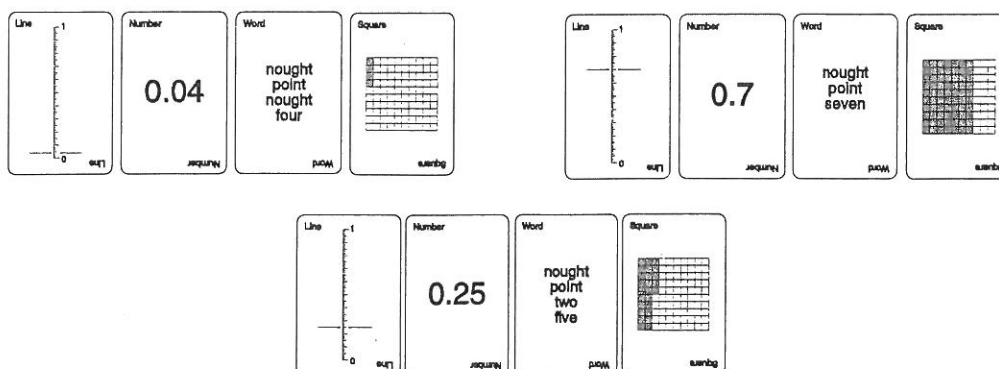 Line
1
0
Line
Number
0.04
Number
Word
nought
point
nought
four
Word
Square
Square
Line
1
0
Line
Number
0.7
Number
Word
nought
point
seven
Word
Square
Square
Line
1
0
Line
Number
0.25
Number
Word
nought
point
two
five
Word
Square
Square